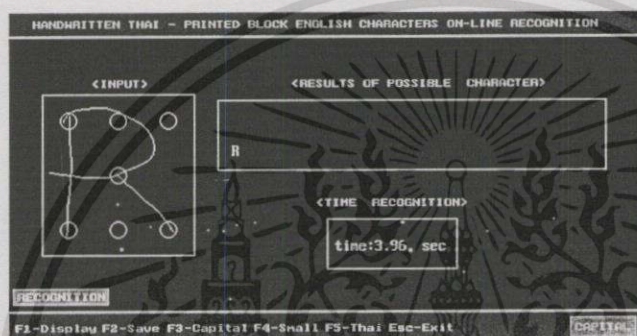 HANDWRITTEN THAI - PRINTED BLOCK ENGLISH CHARACTERS ON-LINE RECOGNITION
<INPUT>
<RESULTS OF POSSIBLE CHARACTER>
R
R
<TIME RECOGNITION>
time:3.96, sec
RECOGNITION
F1-Display F2-Save F3-Capital F4-Small F5-Thai Esc-Exit
CAPITAL